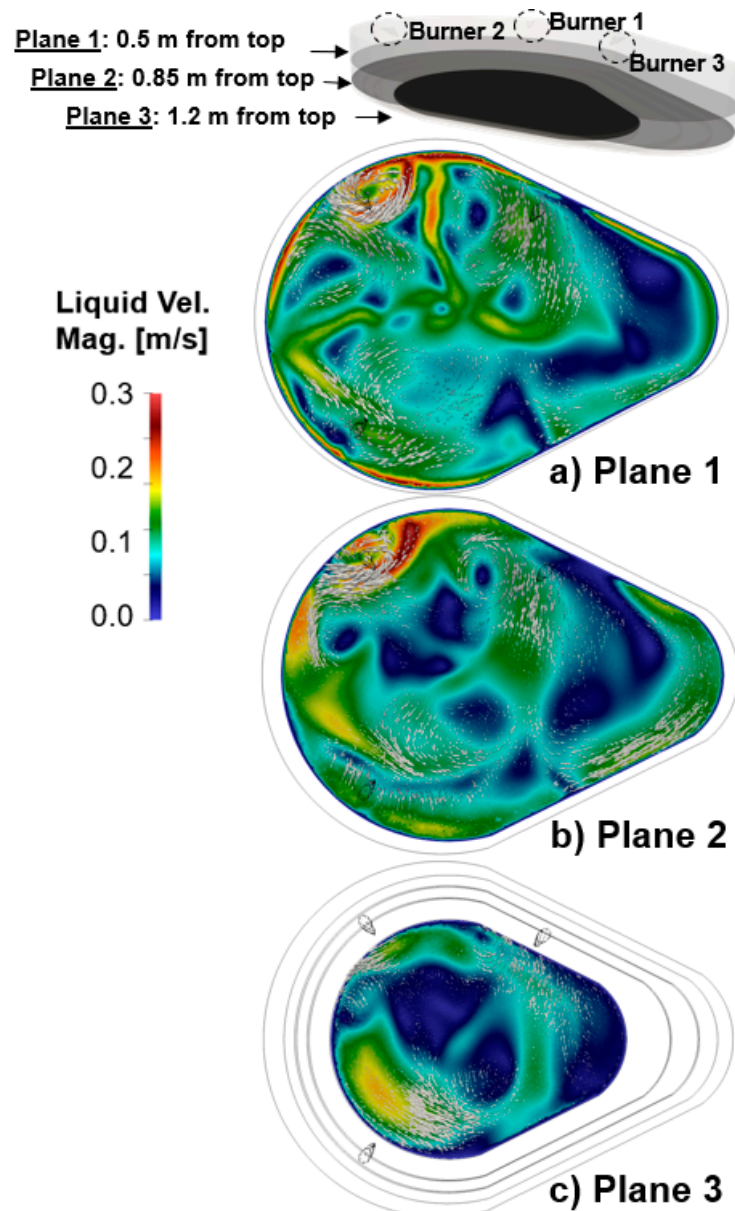 Burner 1
Burner 2
Burner 3
Plane 1: 0.5 m from top
Plane 2: 0.85 m from top
Plane 3: 1.2 m from top
Liquid Vel.
Mag. [m/s]
0.3
0.2
0.1
0.0
a) Plane 1
b) Plane 2
c) Plane 3